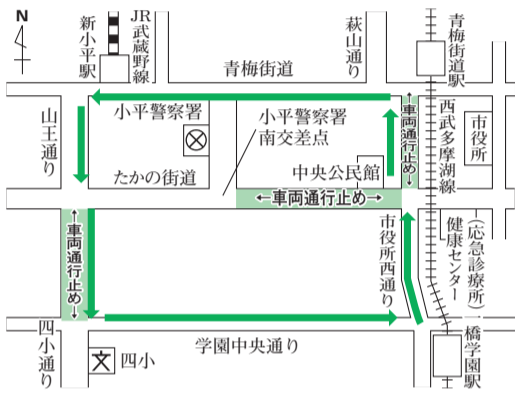 N
新小平駅
JR武蔵野線
萩山通り
青梅街道駅
青梅街道
山王通り
小平警察署
小平警察署
南交差点
←車両通行止め→
西武多摩湖線
市役所
たかの街道
中央公民館
←車両通行止め→
←車両通行止め→
市役所西通り
健康センター
(応急診療所)
四小通り
文
四小
学園中央通り
一橋学園駅